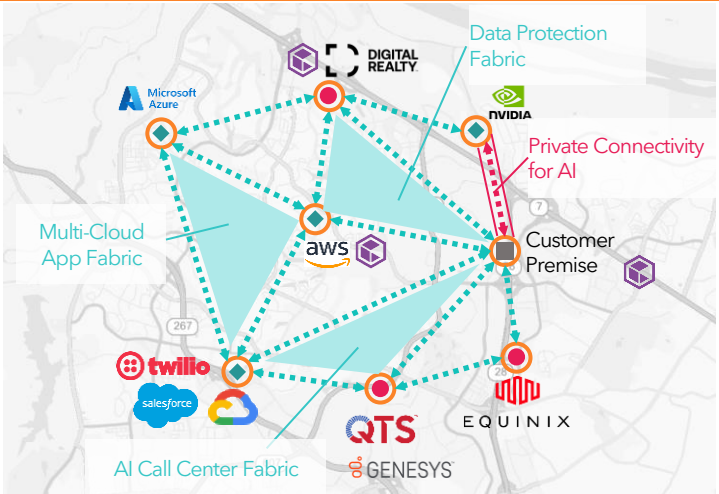 Data Protection
Fabric
DIGITAL
REALTY.
Microsoft
Azure
NVIDIA
Private Connectivity
for AI
7
Multi-Cloud
App Fabric
aws
Customer
Premise
267
twilio
salesforce
28
EQUINIX
QTS
GENESYS
AI Call Center Fabric